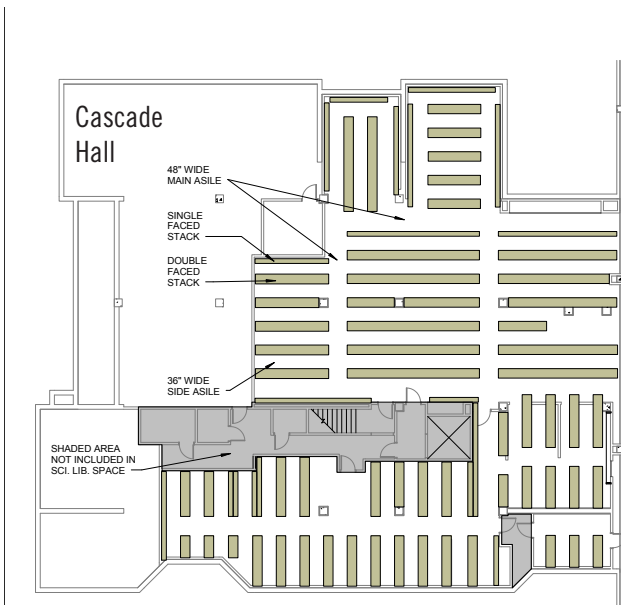 Cascade
Hall
48" WIDE
MAIN ASILE
SINGLE
FACED
STACK
DOUBLE
FACED
STACK
36" WIDE
SIDE ASILE
SHADED AREA
NOT INCLUDED IN
SCI. LIB. SPACE